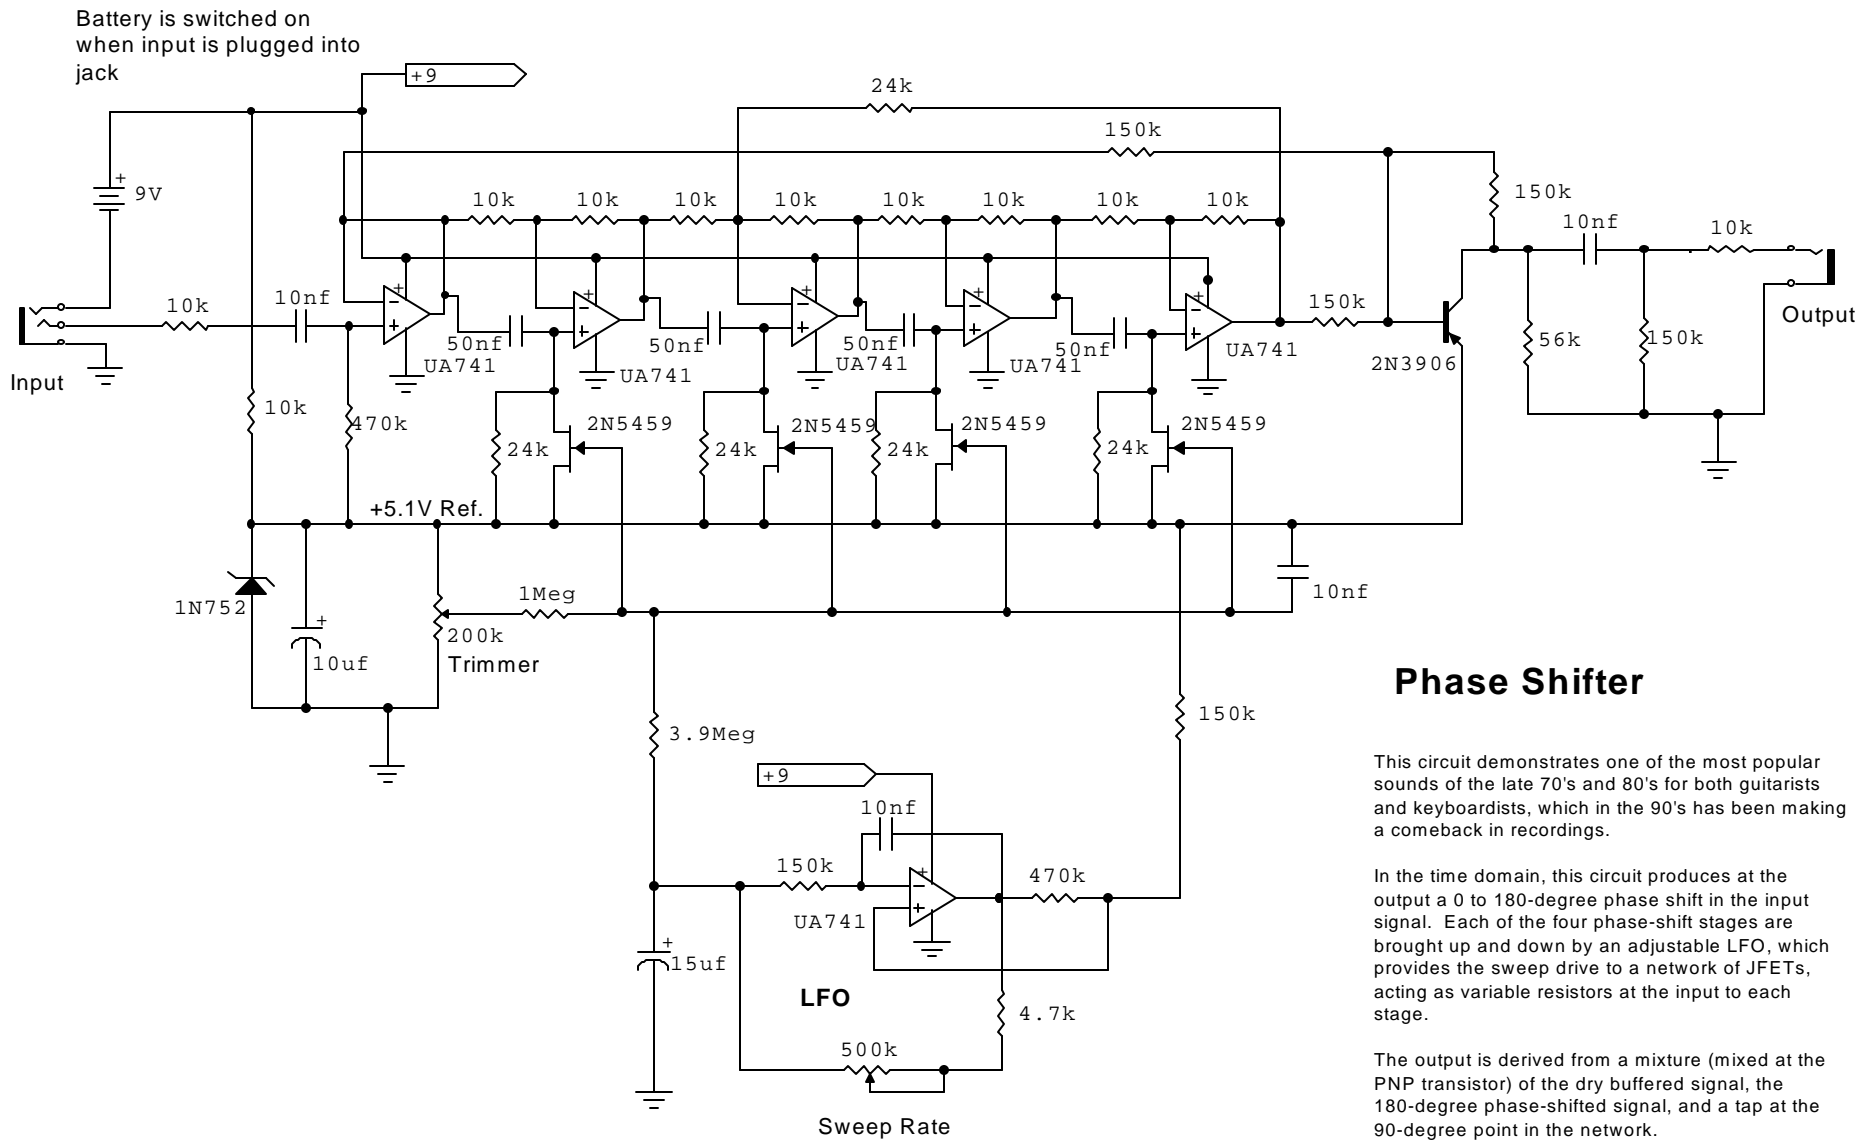 Battery is switched on
when input is plugged into
jack
+9
24k
150k
+
9V
10k
10k
10k
10k
10k
10k
10k
10k
150k
10nf
10k
10k
10nf
150k
Output
Input
50nf
UA741
50nf
UA741
50nf
UA741
50nf
UA741
UA741
2N3906
56k
150k
10k
470k
24k
2N5459
24k
2N5459
24k
2N5459
24k
2N5459
+5.1V Ref.
1N752
+
10uf
200k
Trimmer
1Meg
10nf
Phase Shifter
3.9Meg
150k
+9
10nf
150k
470k
UA741
+
15uf
LFO
4.7k
500k
Sweep Rate
This circuit demonstrates one of the most popular
sounds of the late 70's and 80's for both guitarists
and keyboardists, which in the 90's has been making
a comeback in recordings.
In the time domain, this circuit produces at the
output a 0 to 180-degree phase shift in the input
signal. Each of the four phase-shift stages are
brought up and down by an adjustable LFO, which
provides the sweep drive to a network of JFETs,
acting as variable resistors at the input to each
stage.
The output is derived from a mixture (mixed at the
PNP transistor) of the dry buffered signal, the
180-degree phase-shifted signal, and a tap at the
90-degree point in the network.